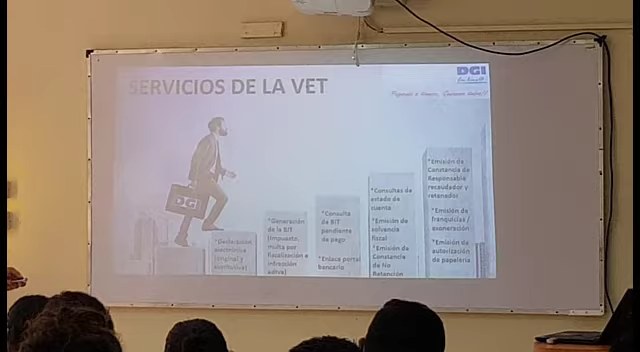 SERVICIOS DE LA VET
DGI
DGI
*Declaración
electrónica
(original y
sustitutiva)
*Generación
de la BIT
(Impuesto,
multa por
fiscalización e
infracción
aditva)
*Consulta
de BIT
pendiente
de pago
*Enlace portal
bancario
*Consultas de
estado de
cuenta
*Emisión de
solvencia
fiscal
*Emisión de
Constancia
de No
Retención
*Emisión de
Constancia de
Responsable
recaudador y
retenedor
*Emisión de
franquicias /
exoneración
*Emisión de
autorización
de papelería